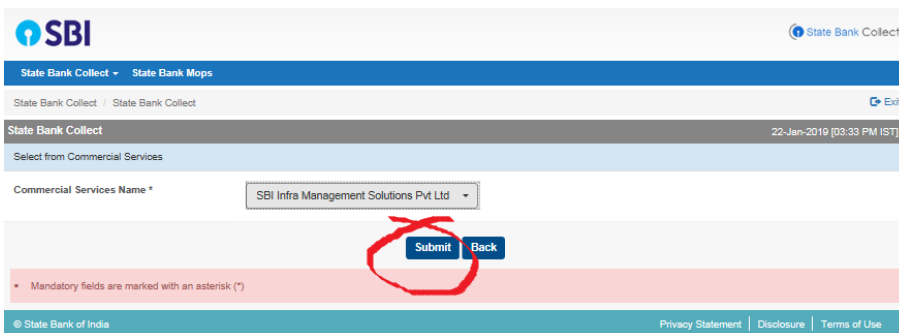 SBI
State Bank Collect
State Bank Collect State Bank Mops
State Bank Collect / State Bank Collect
Exit
State Bank Collect 22-Jan-2019 [03:33 PM IST]
Select from Commercial Services
Commercial Services Name * SBI Infra Management Solutions Pvt Ltd
Submit Back
Mandatory fields are marked with an asterisk (*)
© State Bank of India Privacy Statement | Disclosure | Terms of Use